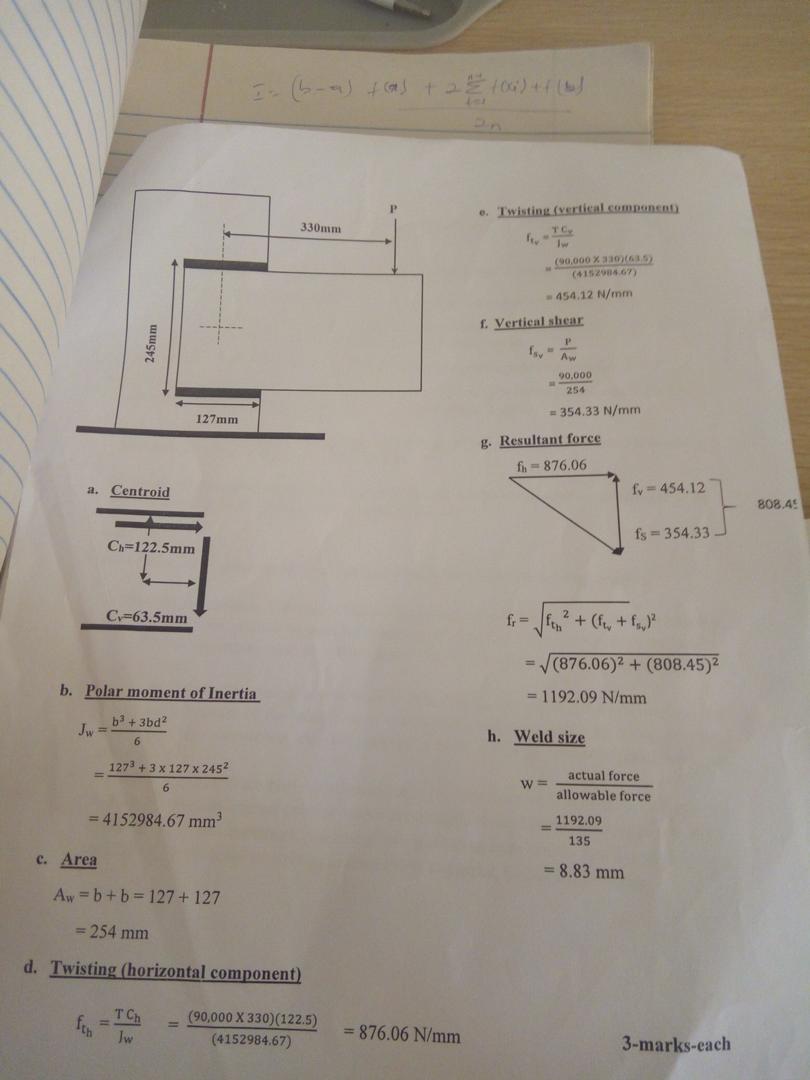 I = (b-a) f(a) + 2 Σ f(xi) + f(b)
n-1
i=1
2n
P
330mm
245mm
127mm
a. Centroid
Ch=122.5mm
Cv=63.5mm
b. Polar moment of Inertia
Jw = b³ + 3bd² / 6
= 127³ + 3 x 127 x 245² / 6
= 4152984.67 mm³
c. Area
Aw = b + b = 127 + 127
= 254 mm
d. Twisting (horizontal component)
fth = T Ch / Jw = (90,000 X 330)(122.5) / (4152984.67) = 876.06 N/mm
e. Twisting (vertical component)
ftv = T Cv / Jw
= (90,000 X 330)(63.5) / (4152984.67)
= 454.12 N/mm
f. Vertical shear
fsv = P / Aw
= 90,000 / 254
= 354.33 N/mm
g. Resultant force
fh = 876.06
fv = 454.12
808.45
fs = 354.33
fr = √fth² + (ftv + fsv)²
= √(876.06)² + (808.45)²
= 1192.09 N/mm
h. Weld size
W = actual force / allowable force
= 1192.09 / 135
= 8.83 mm
3-marks-each